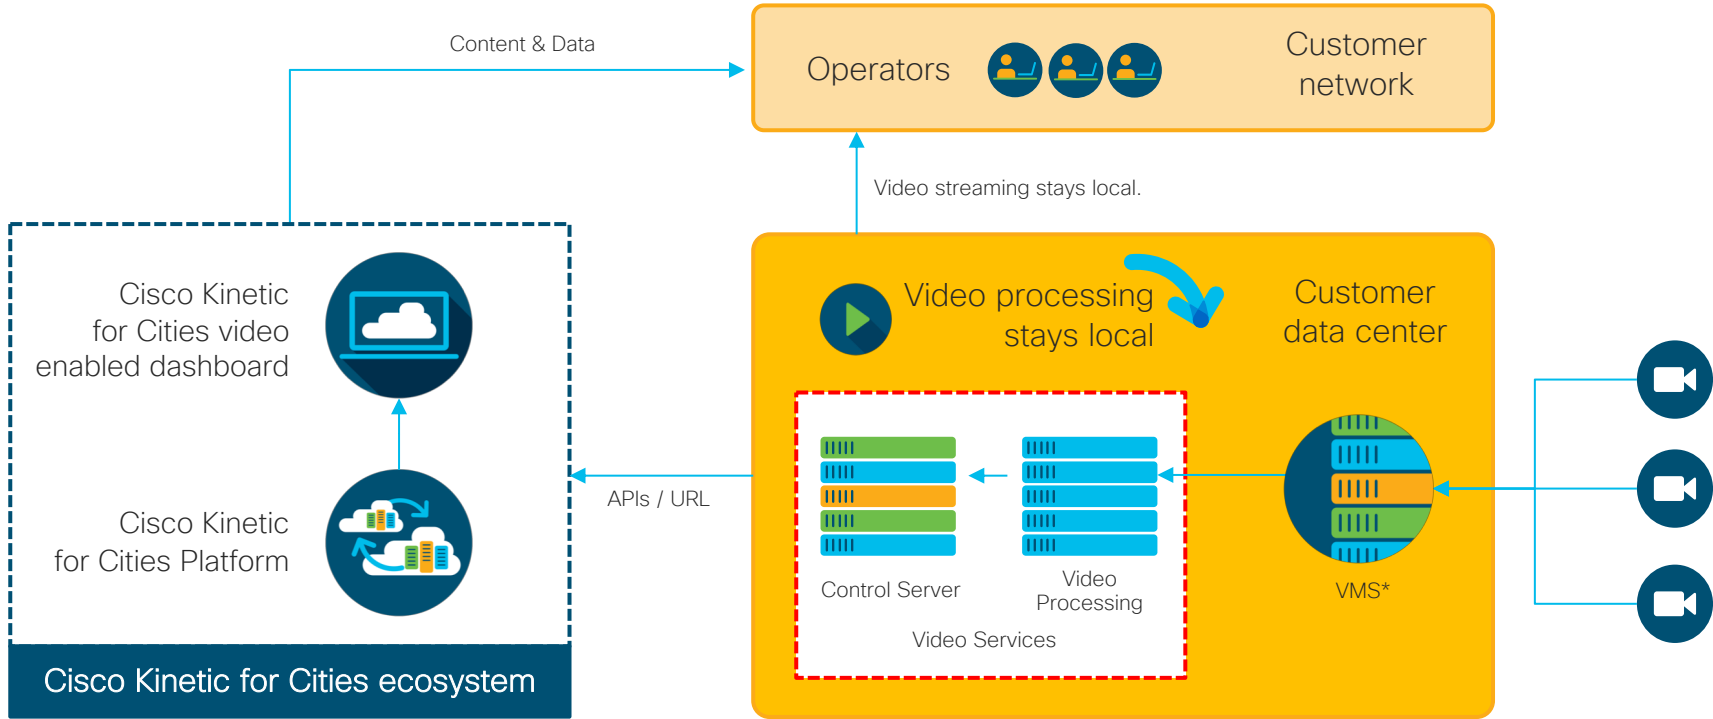 Content & Data
Operators
Customer
network
Video streaming stays local.
Cisco Kinetic
for Cities video
enabled dashboard
Cisco Kinetic
for Cities Platform
Cisco Kinetic for Cities ecosystem
APIs / URL
Video processing
stays local
Customer
data center
Control Server
Video
Processing
Video Services
VMS*